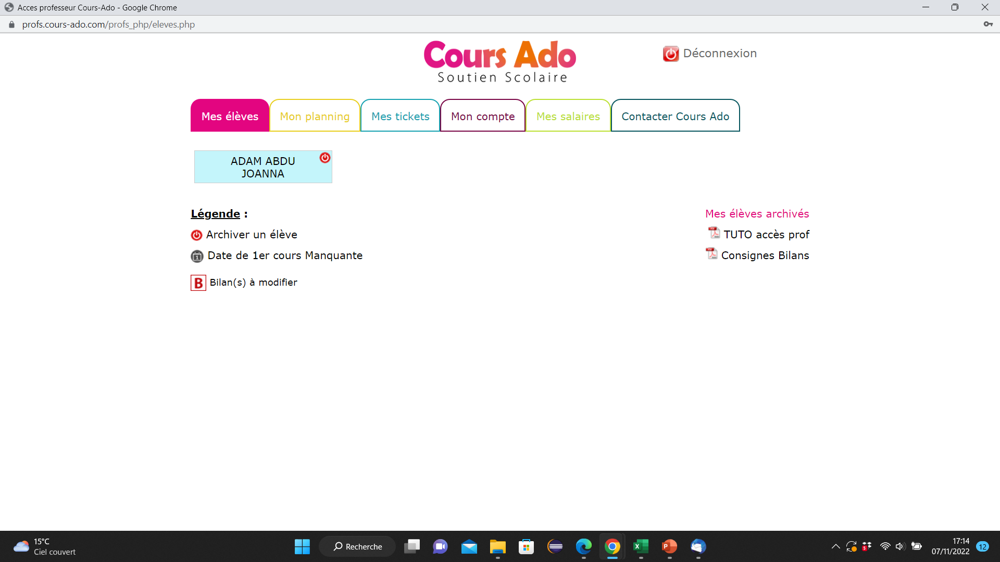 Acces professeur Cours-Ado - Google Chrome
profs.cours-ado.com/profs_php/eleves.php
Cours Ado
Soutien Scolaire
Déconnexion
Mes élèves
Mon planning
Mes tickets
Mon compte
Mes salaires
Contacter Cours Ado
ADAM ABDU
JOANNA
Légende :
Archiver un élève
Date de 1er cours Manquante
B Bilan(s) à modifier
Mes élèves archivés
TUTO accès prof
Consignes Bilans
15°C
Ciel couvert
Recherche
17:14
07/11/2022
12